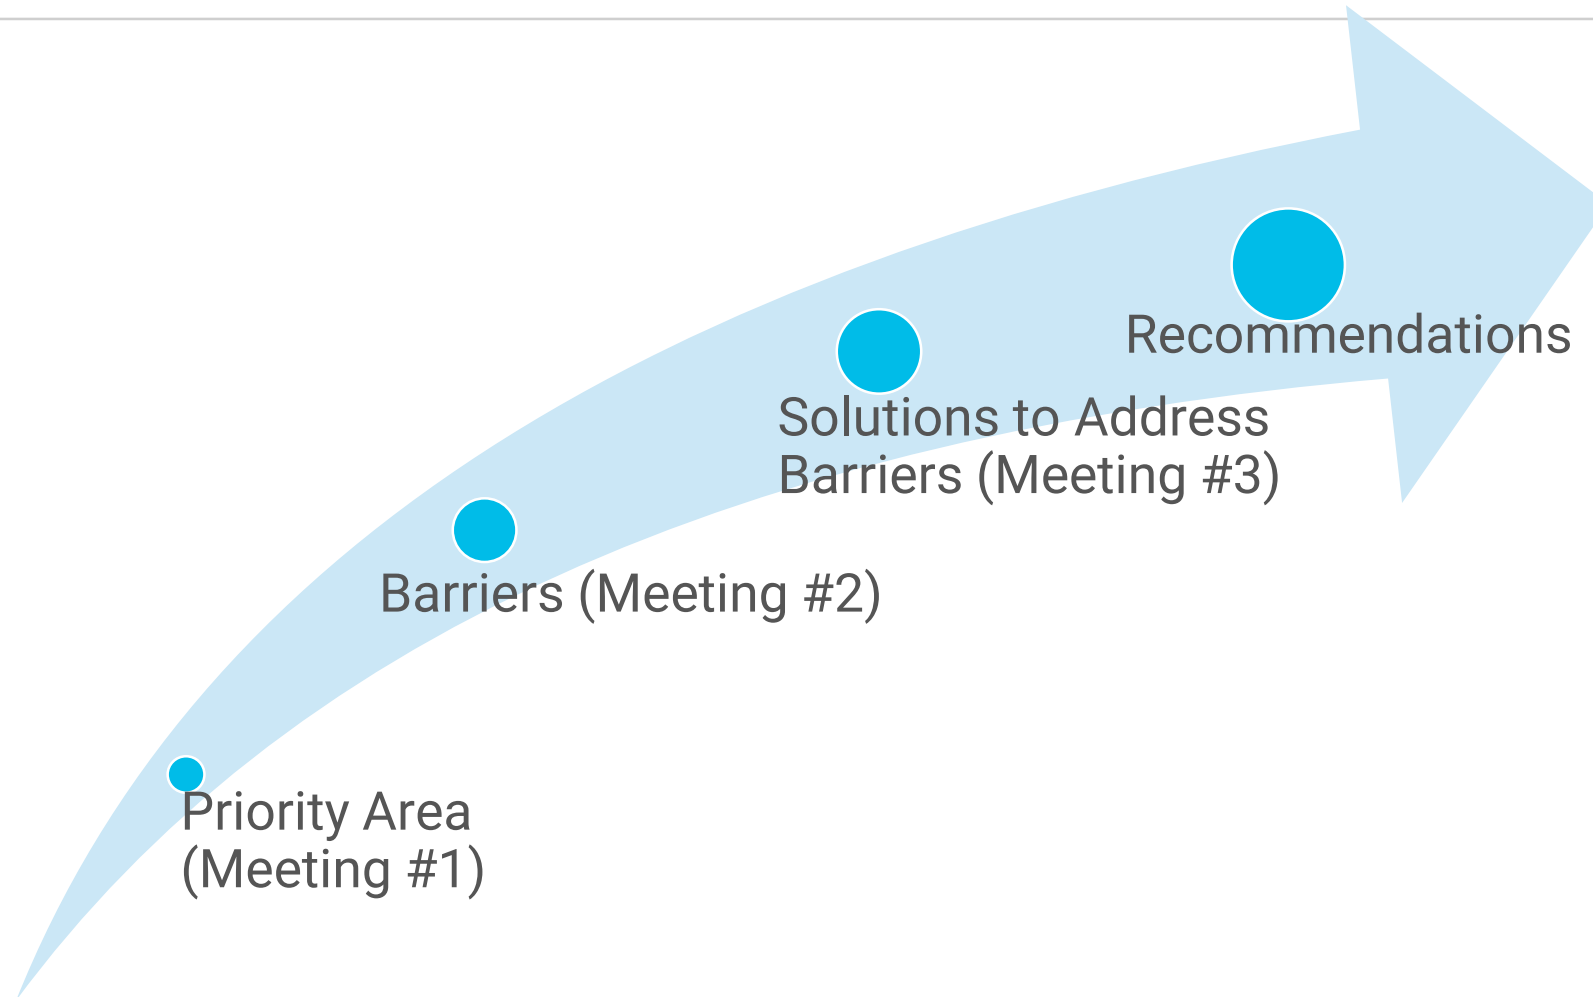 Recommendations
Solutions to Address
Barriers (Meeting #3)
Barriers (Meeting #2)
Priority Area
(Meeting #1)